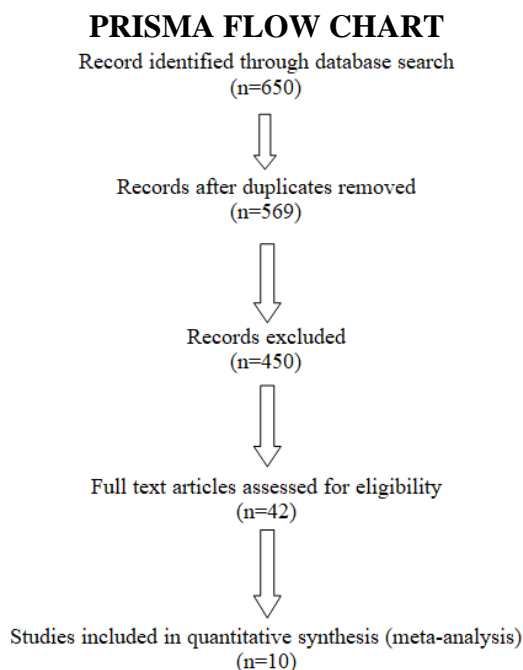 PRISMA FLOW CHART
Record identified through database search
(n=650)
Records after duplicates removed
(n=569)
Records excluded
(n=450)
Full text articles assessed for eligibility
(n=42)
Studies included in quantitative synthesis (meta-analysis)
(n=10)